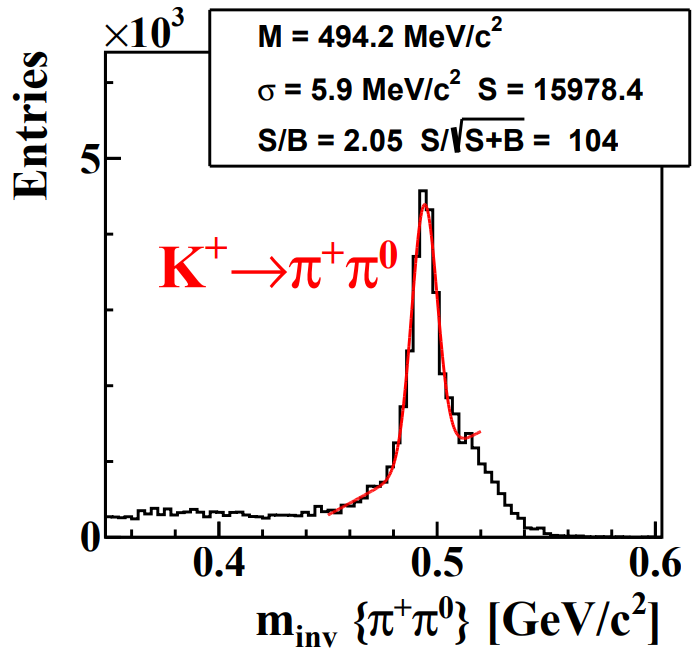 ×10³
M = 494.2 MeV/c²
σ = 5.9 MeV/c² S = 15978.4
S/B = 2.05 S/√S+B = 104
Entries
5
K⁺→π⁺π⁰
0
0.4 0.5 0.6
m_inv {π⁺π⁰} [GeV/c²]